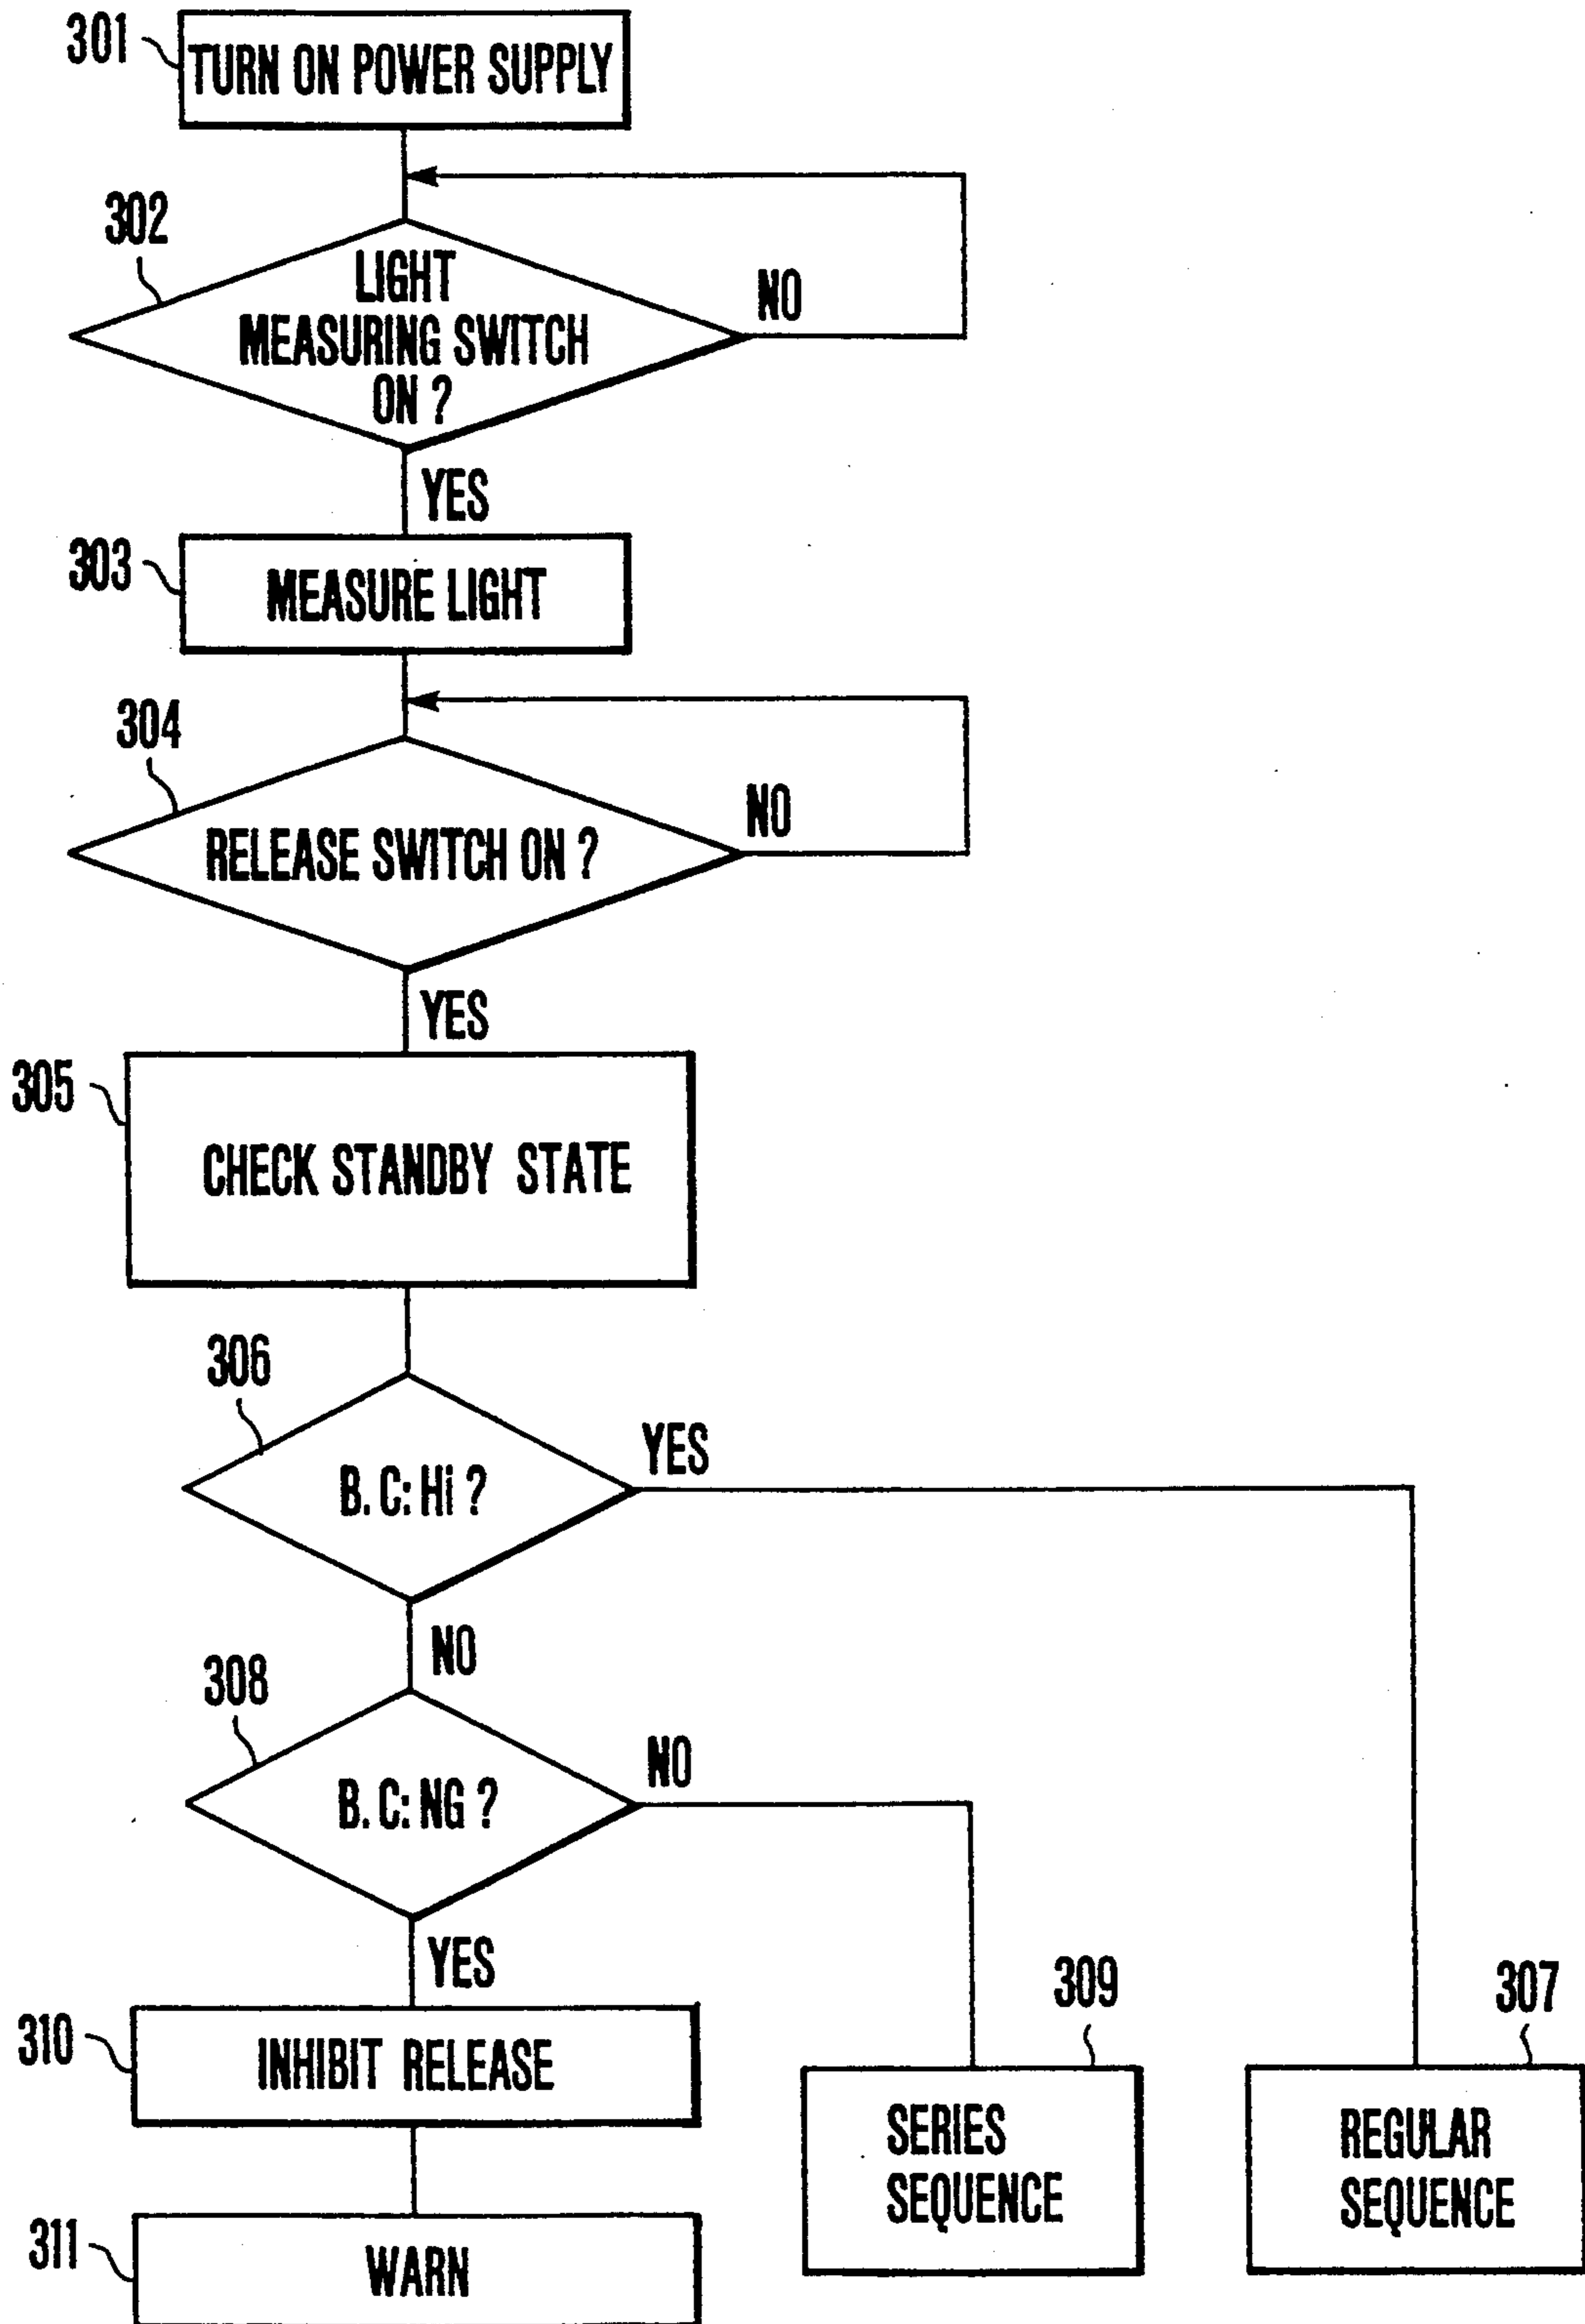 301
TURN ON POWER SUPPLY
302
LIGHT
MEASURING SWITCH
ON ?
NO
YES
303
MEASURE LIGHT
304
RELEASE SWITCH ON ?
NO
YES
305
CHECK STANDBY STATE
306
B. C: Hi ?
YES
NO
308
B. C: NG ?
NO
YES
310
INHIBIT RELEASE
311
WARN
309
SERIES
SEQUENCE
307
REGULAR
SEQUENCE